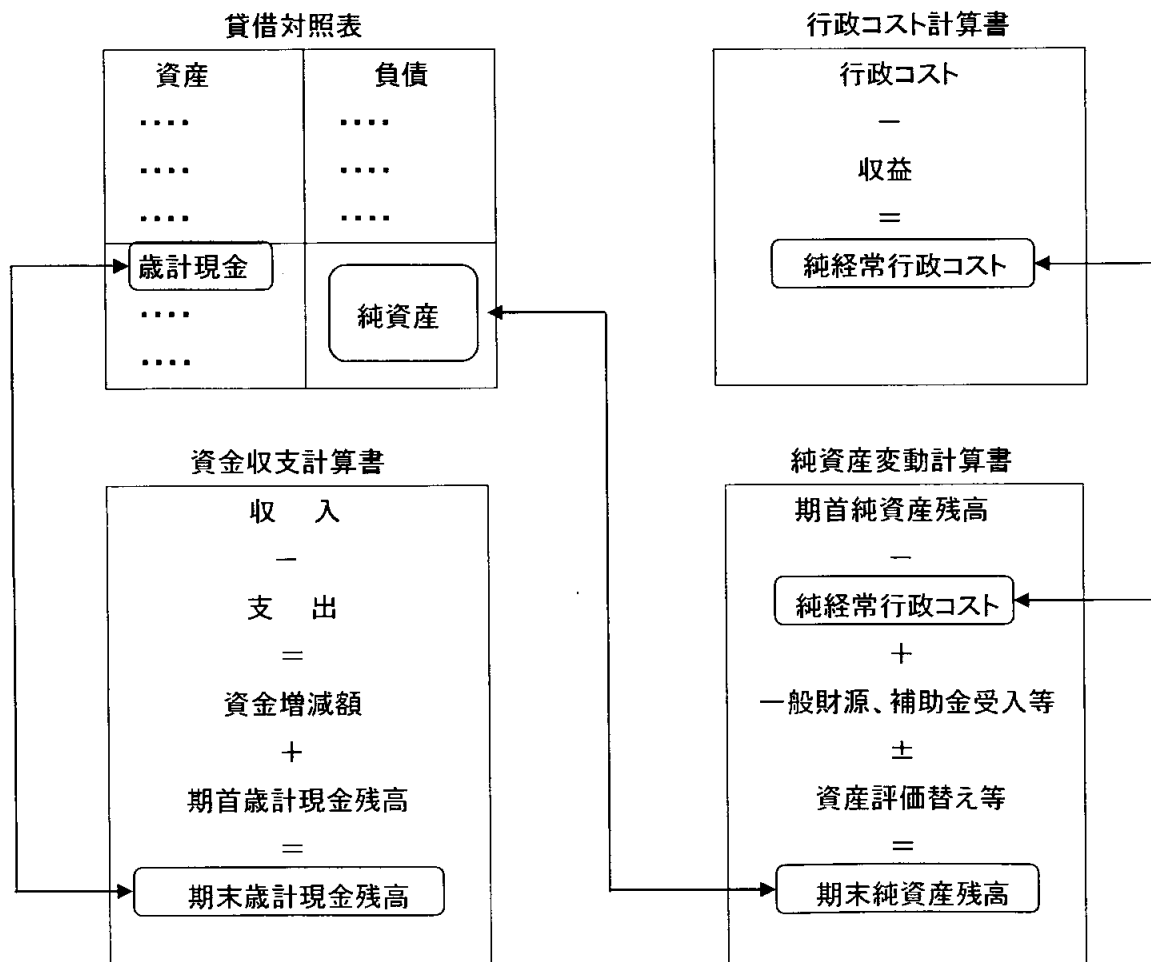 貸借対照表
資産
‥‥
‥‥
‥‥
歳計現金
‥‥
‥‥
負債
‥‥
‥‥
‥‥
純資産
行政コスト計算書
行政コスト
－
収益
＝
純経常行政コスト
資金収支計算書
収　入
－
支　出
＝
資金増減額
＋
期首歳計現金残高
＝
期末歳計現金残高
純資産変動計算書
期首純資産残高
－
純経常行政コスト
＋
一般財源、補助金受入等
±
資産評価替え等
＝
期末純資産残高